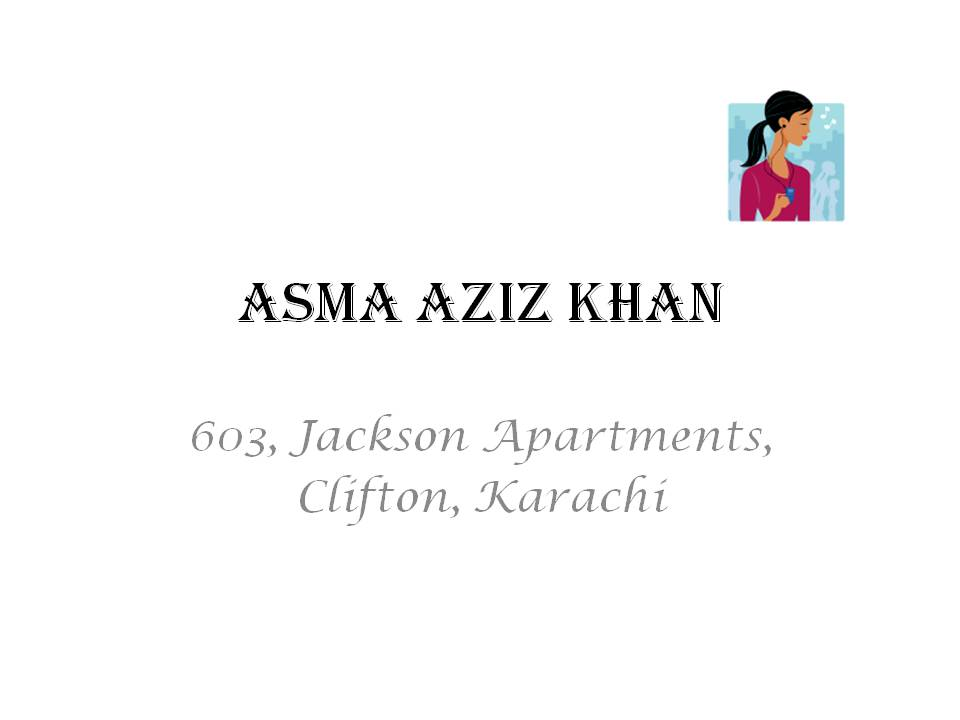 ASMA AZIZ KHAN
603, Jackson Apartments,
Clifton, Karachi